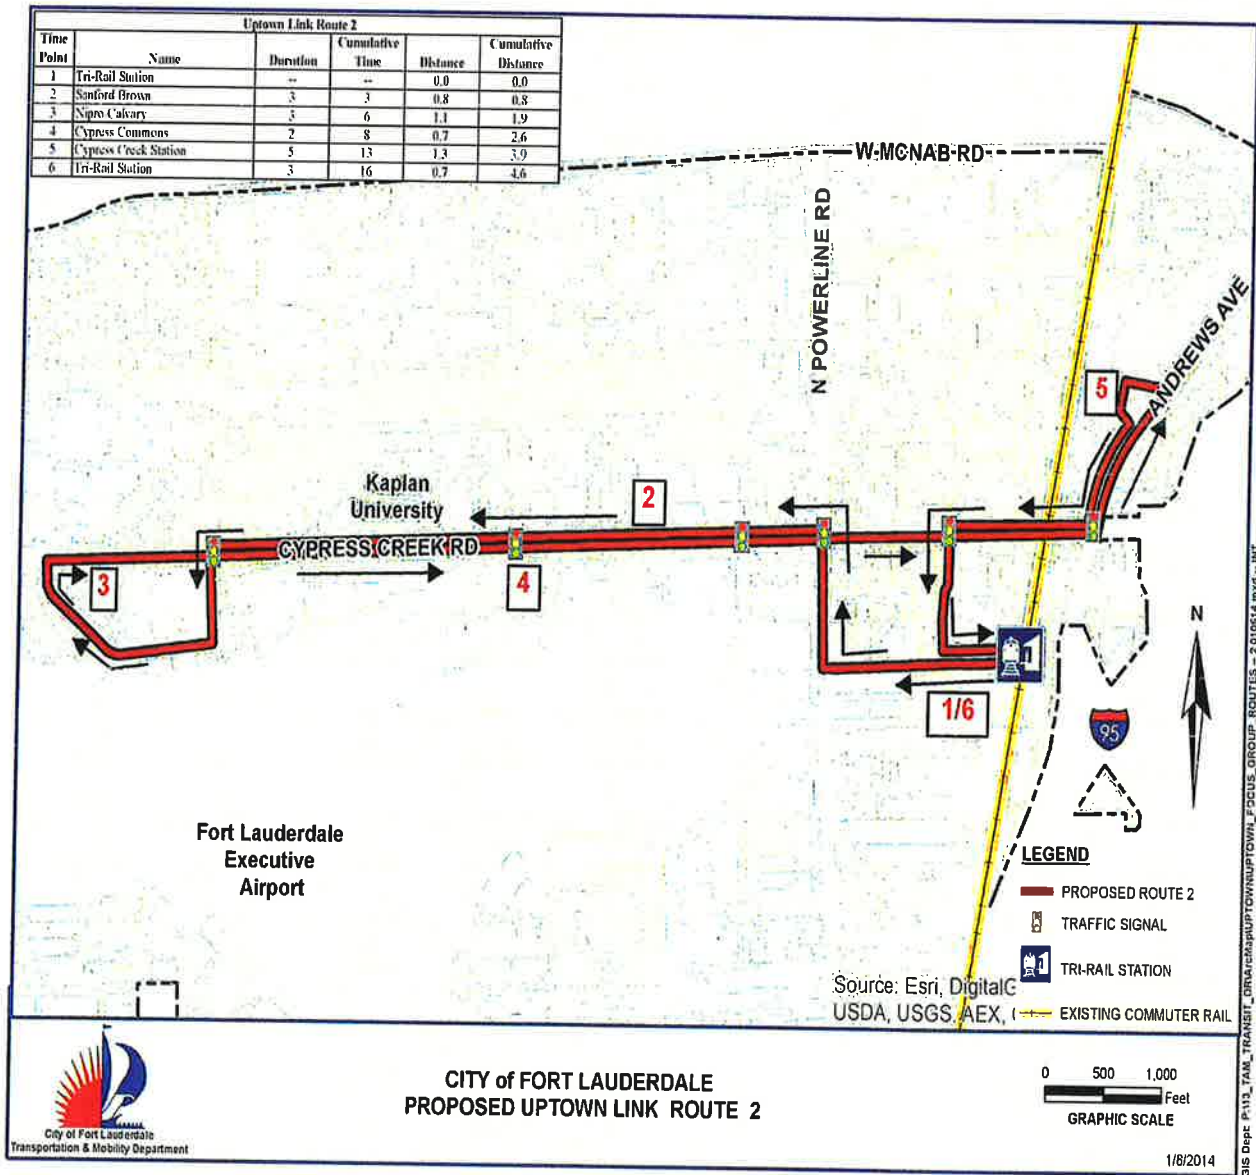 Uptown Link Route 2
Time Point Name Duration Cumulative Time Distance Cumulative Distance
1 Tri-Rail Station -- -- 0.0 0.0
2 Sanford Brown 3 3 0.8 0.8
3 Nipro Calvary 3 6 1.1 1.9
4 Cypress Commons 2 8 0.7 2.6
5 Cypress Creek Station 5 13 1.3 3.9
6 Tri-Rail Station 3 16 0.7 4.6
W MCNAB RD
N POWERLINE RD
ANDREWS AVE
5
Kaplan
University
2
CYPRESS CREEK RD
3
4
1/6
N
95
Fort Lauderdale
Executive
Airport
LEGEND
PROPOSED ROUTE 2
TRAFFIC SIGNAL
TRI-RAIL STATION
EXISTING COMMUTER RAIL
Source: Esri, DigitalG
USDA, USGS, AEX, (
City of Fort Lauderdale
Transportation & Mobility Department
CITY of FORT LAUDERDALE
PROPOSED UPTOWN LINK ROUTE 2
0 500 1,000
Feet
GRAPHIC SCALE
1/8/2014